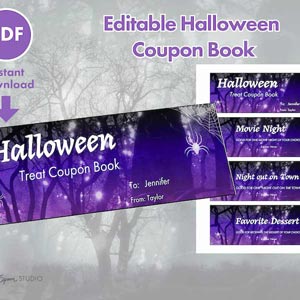 PDF
Instant
Download
Editable Halloween
Coupon Book
Halloween
Treat Coupon Book
To: Jennifer
From: Taylor
Halloween
Treat Coupon Book
Movie Night
Night out on Town
Favorite Dessert
STUDIO